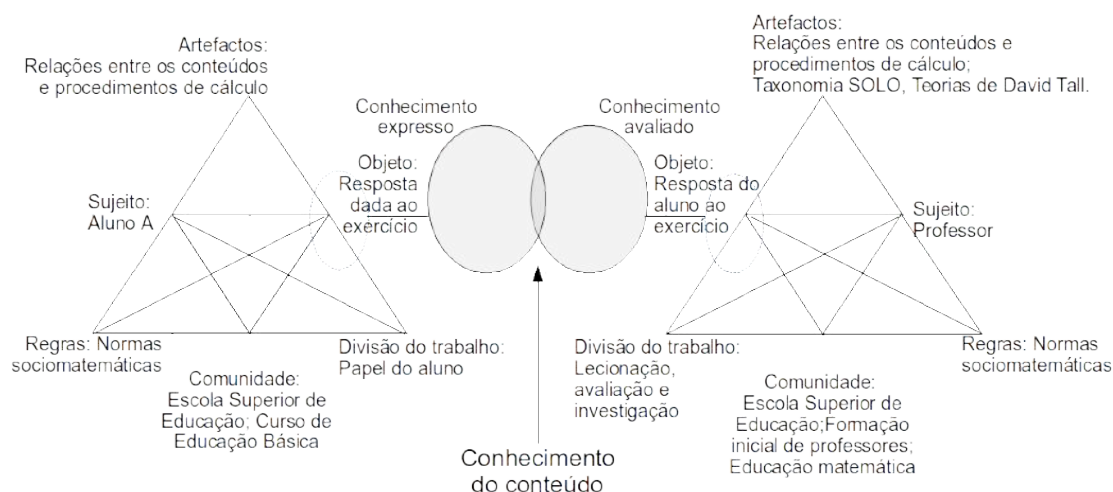 Artefactos:
Relações entre os conteúdos
e procedimentos de cálculo
Sujeito:
Aluno A
Objeto:
Resposta
dada ao
exercício
Regras: Normas
sociomatemáticas
Comunidade:
Escola Superior de
Educação; Curso de
Educação Básica
Divisão do trabalho:
Papel do aluno
Conhecimento
expresso
Conhecimento
avaliado
Conhecimento
do conteúdo
Artefactos:
Relações entre os conteúdos e
procedimentos de cálculo;
Taxonomia SOLO, Teorias de David Tall.
Objeto:
Resposta do
aluno ao
exercício
Sujeito:
Professor
Divisão do trabalho:
Lecionação,
avaliação e
investigação
Comunidade:
Escola Superior de
Educação;Formação
inicial de professores;
Educação matemática
Regras: Normas
sociomatemáticas